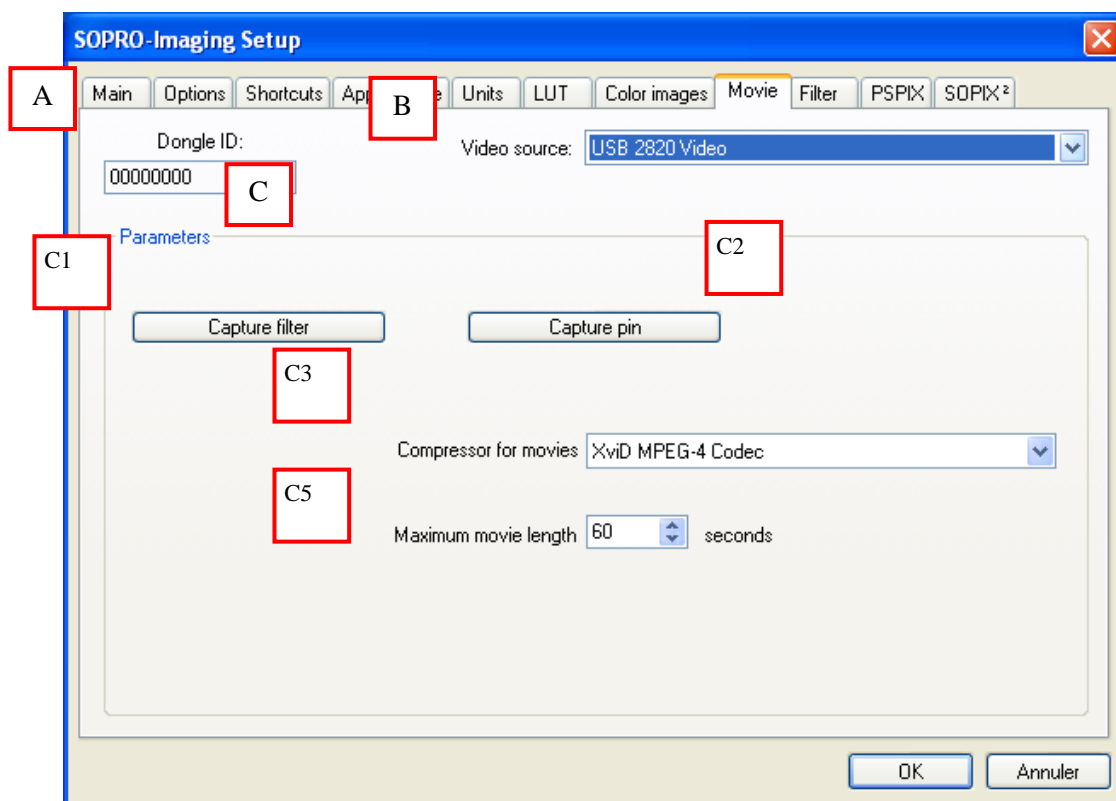 SOPRO-Imaging Setup
A
Main Options Shortcuts App e Units LUT Color images Movie Filter PSPIX SOPIX²
B
Dongle ID:
Video source: USB 2820 Video
00000000
C
Parameters
C1
C2
Capture filter Capture pin
C3
Compressor for movies XviD MPEG-4 Codec
C5
Maximum movie length 60 seconds
OK Annuler